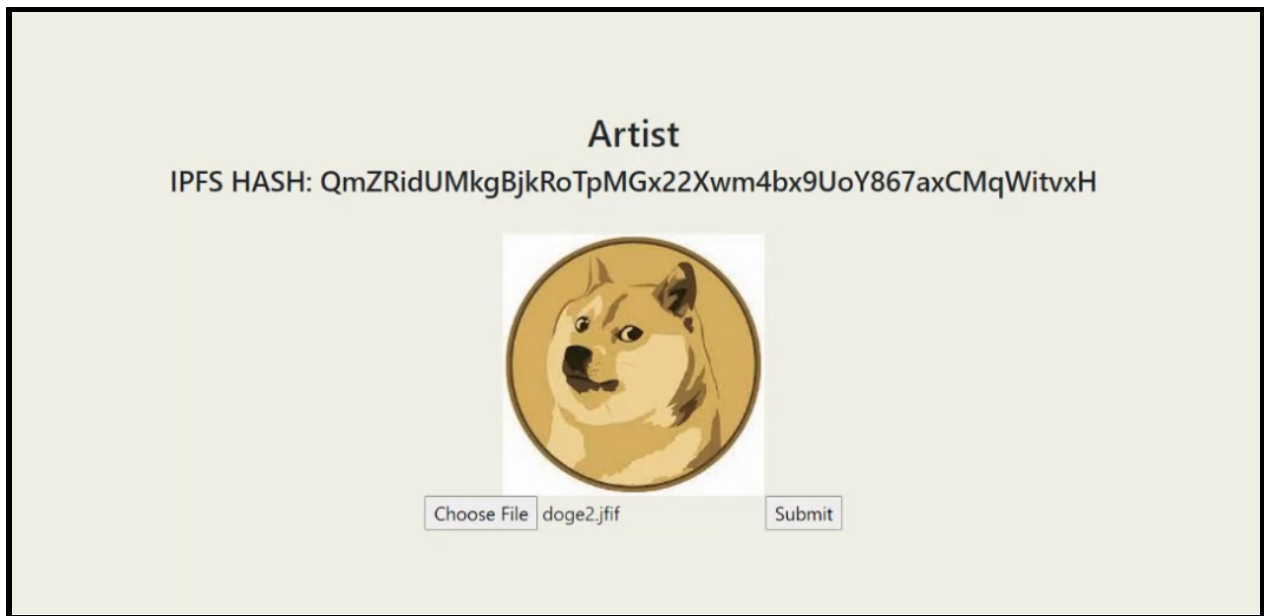 Artist
IPFS HASH: QmZRidUMkgBjkRoTpMGx22Xwm4bx9UoY867axCMqWitvxH
Choose File doge2.jfif Submit